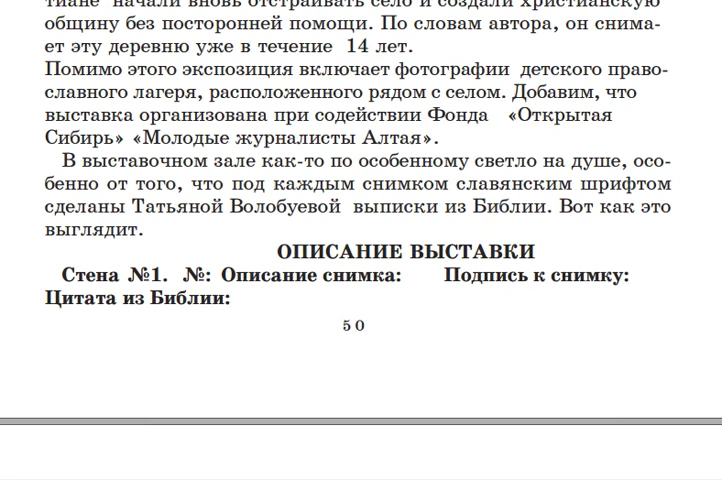 тиане начали вновь отстраивать село и создали христианскую
общину без посторонней помощи. По словам автора, он снима-
ет эту деревню уже в течение 14 лет.
Помимо этого экспозиция включает фотографии детского право-
славного лагеря, расположенного рядом с селом. Добавим, что
выставка организована при содействии Фонда «Открытая
Сибирь» «Молодые журналисты Алтая».
В выставочном зале как-то по особенному светло на душе, осо-
бенно от того, что под каждым снимком славянским шрифтом
сделаны Татьяной Волобуевой выписки из Библии. Вот как это
выглядит.
ОПИСАНИЕ ВЫСТАВКИ
Стена №1. №: Описание снимка: Подпись к снимку:
Цитата из Библии:
50